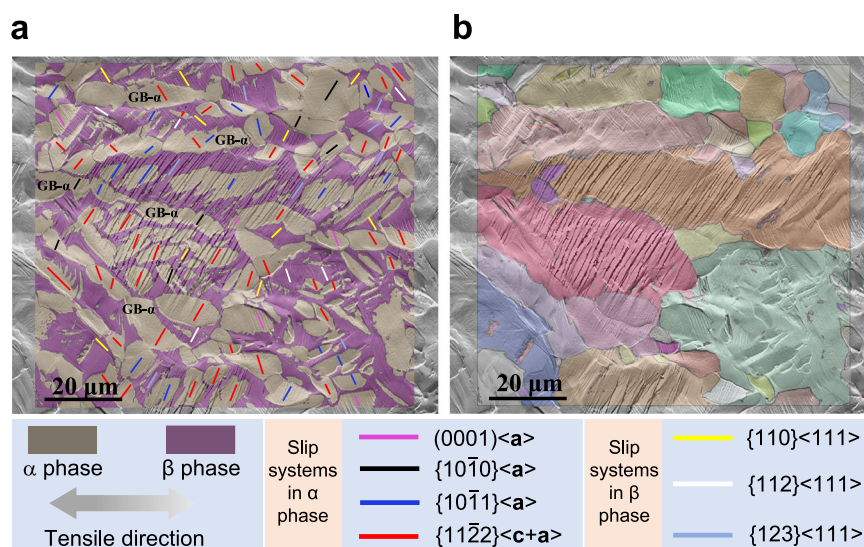 a
b
GB-α
GB-α
GB-α
GB-α
GB-α
20 μm
20 μm
α phase
β phase
Tensile direction
Slip
systems
in α
phase
(0001)<a>
{101̄0}<a>
{101̄1}<a>
{112̄2}<c+a>
Slip
systems
in β
phase
{110}<111>
{112}<111>
{123}<111>